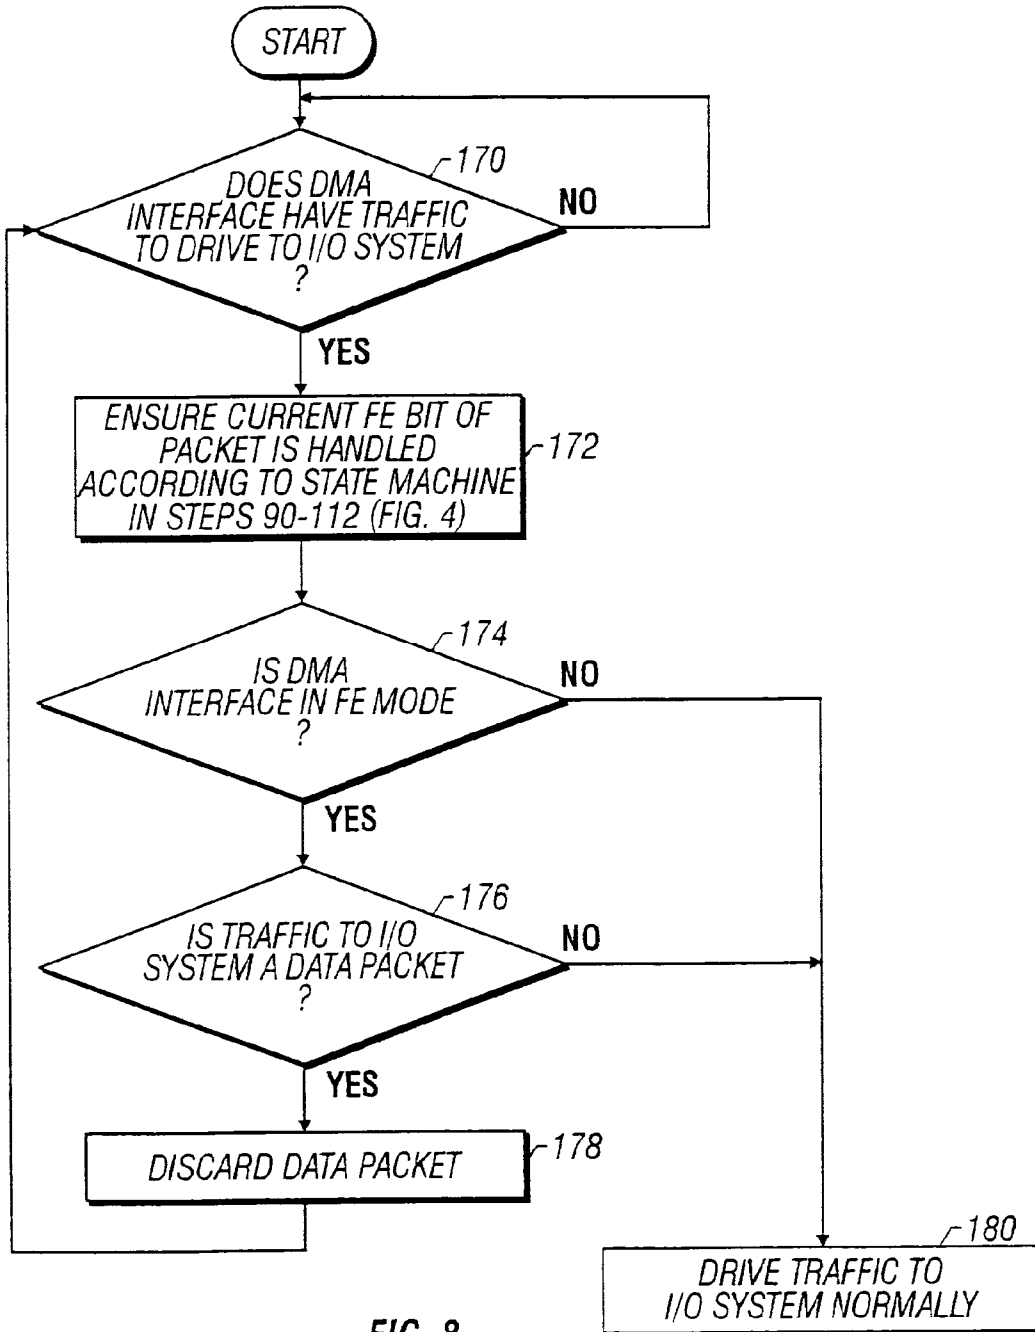 START
170
DOES DMA
INTERFACE HAVE TRAFFIC
TO DRIVE TO I/O SYSTEM
?
NO
YES
ENSURE CURRENT FE BIT OF
PACKET IS HANDLED
ACCORDING TO STATE MACHINE
IN STEPS 90-112 (FIG. 4)
172
174
IS DMA
INTERFACE IN FE MODE
?
NO
YES
176
IS TRAFFIC TO I/O
SYSTEM A DATA PACKET
?
NO
YES
DISCARD DATA PACKET
178
180
DRIVE TRAFFIC TO
I/O SYSTEM NORMALLY
FIG. 8